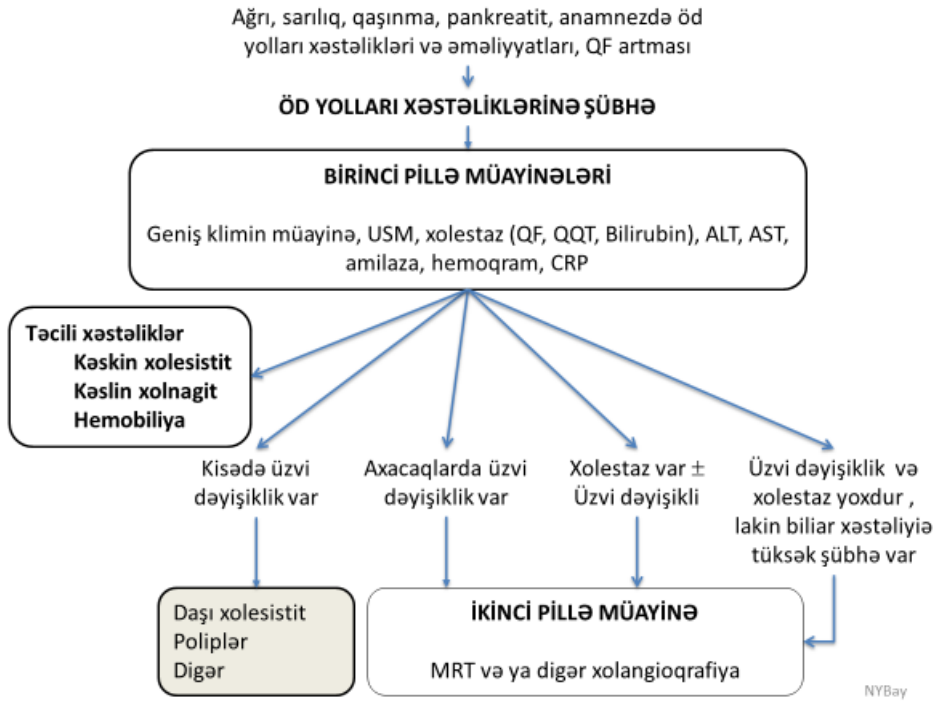 Ağrı, sarılıq, qaşınma, pankreatit, anamnezdə öd
yolları xəstəlikləri və əməliyyatları, QF artması
ÖD YOLLARI XƏSTƏLİKLƏRİNƏ ŞÜBHƏ
BİRİNCİ PİLLƏ MÜAYİNƏLƏRİ
Geniş klimin müayinə, USM, xolestaz (QF, QQT, Bilirubin), ALT, AST,
amilaza, hemoqram, CRP
Təcili xəstəliklər
Kəskin xolesistit
Kəslin xolnagit
Hemobiliya
Kisədə üzvi
dəyişiklik var
Axacaqlarda üzvi
dəyişiklik var
Xolestaz var ±
Üzvi dəyişikli
Üzvi dəyişiklik və
xolestaz yoxdur ,
lakin biliar xəstəliyiə
tüksək şübhə var
Daşı xolesistit
Poliplər
Digər
İKİNCİ PİLLƏ MÜAYİNƏ
MRT və ya digər xolangioqrafiya
NYBay